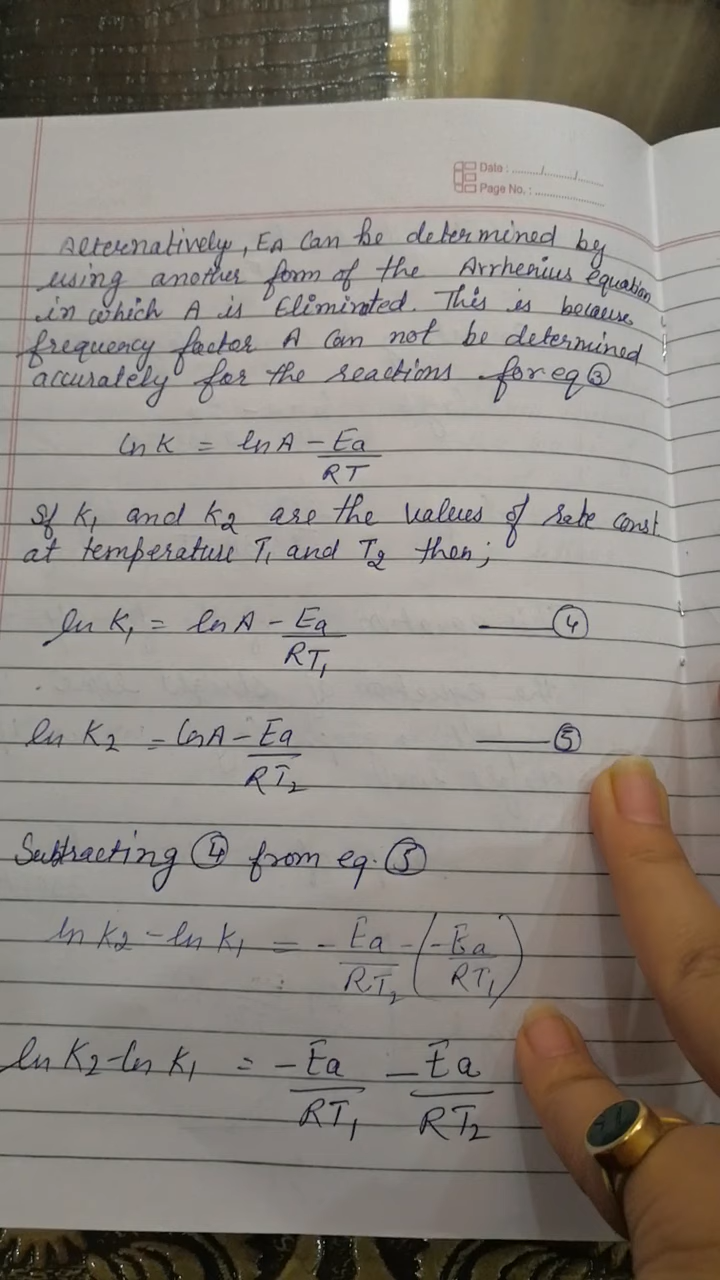 Date : ......../......../........
Page No. : ................
Alternatively, EA Can be determined by
using another form of the Arrhenius equation
in which A is Eliminated. This is because
frequency factor A Can not be determined
accurately for the reactions for eq ③
ln K = ln A - Ea/RT
If K1 and K2 are the values of rate const.
at temperature T1 and T2 then;
ln K1 = ln A - Ea/RT1 —— ④
ln K2 = ln A - Ea/RT2 —— ⑤
Subtracting ④ from eq. ⑤
ln K2 - ln K1 = - Ea/RT2 - (- Ea/RT1)
ln K2 - ln K1 = - Ea/RT1 - Ea/RT2